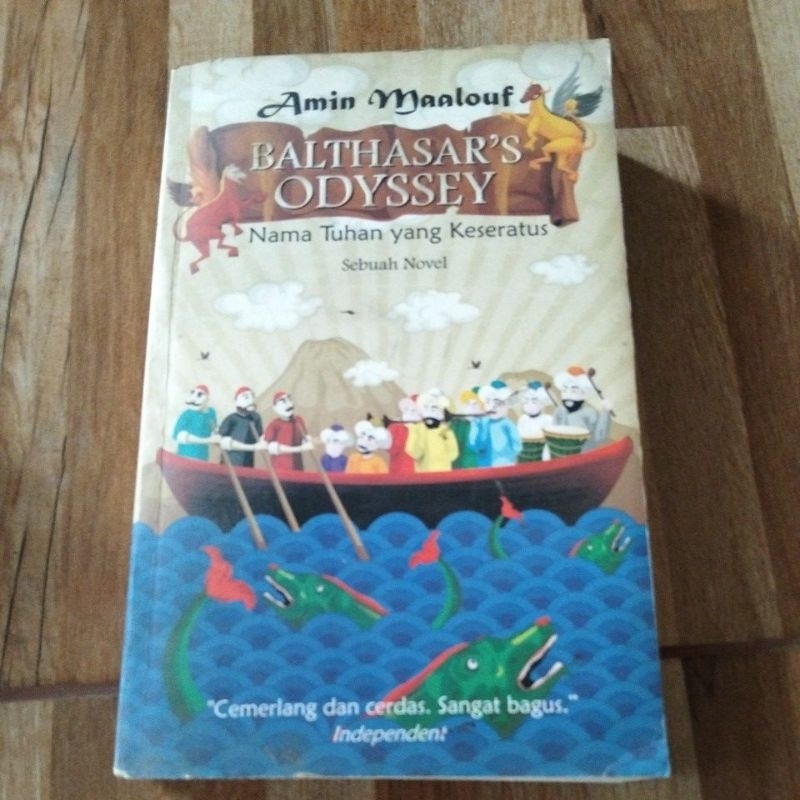 Amin Maalouf
BALTHASAR'S
ODYSSEY
Nama Tuhan yang Keseratus
Sebuah Novel
"Cemerlang dan cerdas. Sangat bagus."
Independent